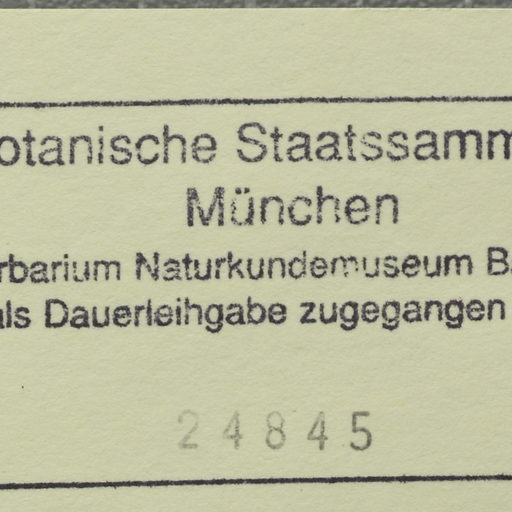 otanische Staatssamm
München
rbarium Naturkundemuseum B
als Dauerleihgabe zugegangen
24845